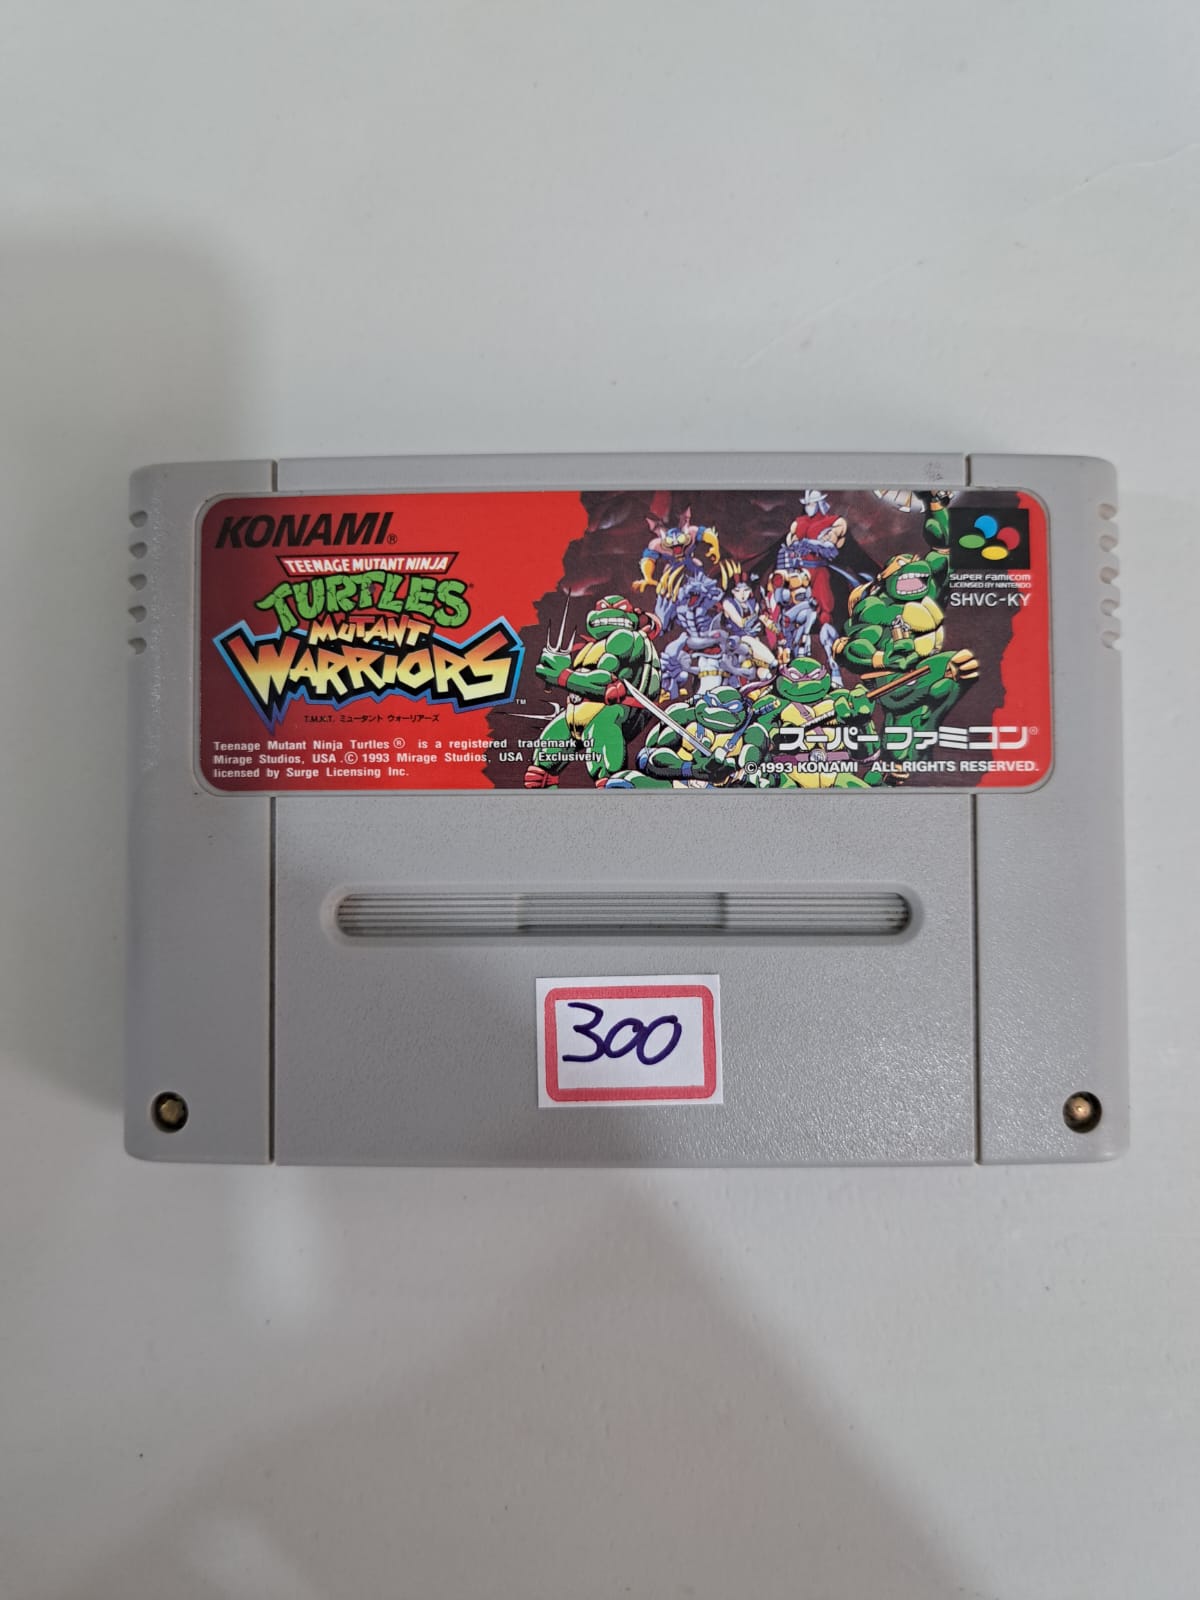 KONAMI®
TEENAGE MUTANT NINJA
TURTLES®
MUTANT
WARRIORS™
T.M.N.T. ミュータント ウォーリアーズ
Teenage Mutant Ninja Turtles® is a registered trademark of
Mirage Studios, USA .© 1993 Mirage Studios, USA . Exclusively
licensed by Surge Licensing Inc.
SUPER FAMICOM
LICENSED BY NINTENDO
SHVC-KY
スーパーファミコン®
©1993 KONAMI ALL RIGHTS RESERVED.
300